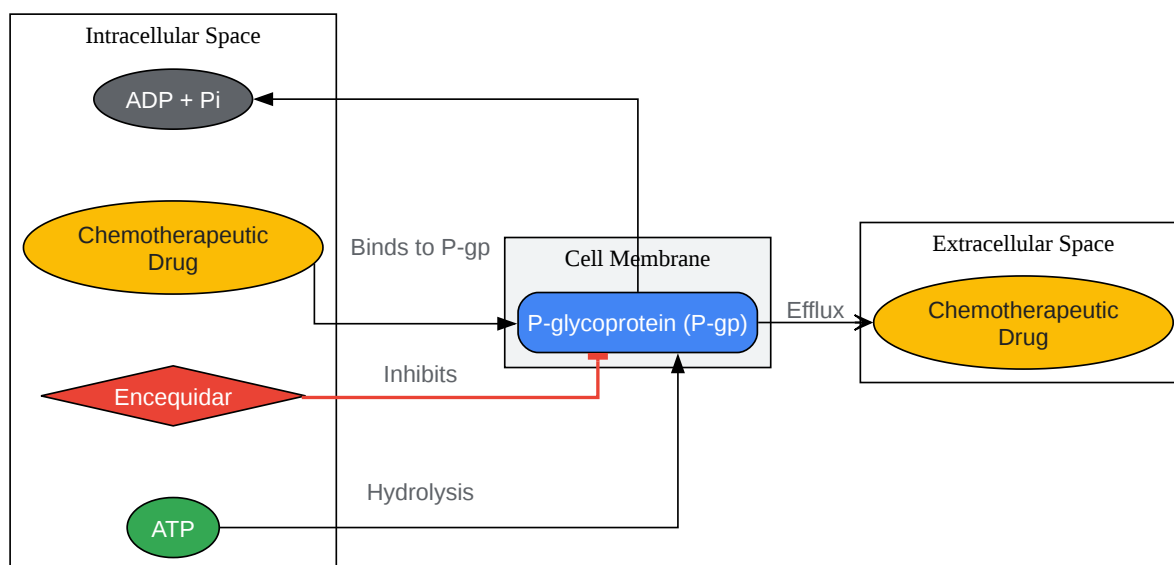 Intracellular Space
ADP + Pi
Chemotherapeutic
Drug
Binds to P-gp
Cell Membrane
P-glycoprotein (P-gp)
Efflux
Extracellular Space
Chemotherapeutic
Drug
Encequidar
Inhibits
Hydrolysis
ATP